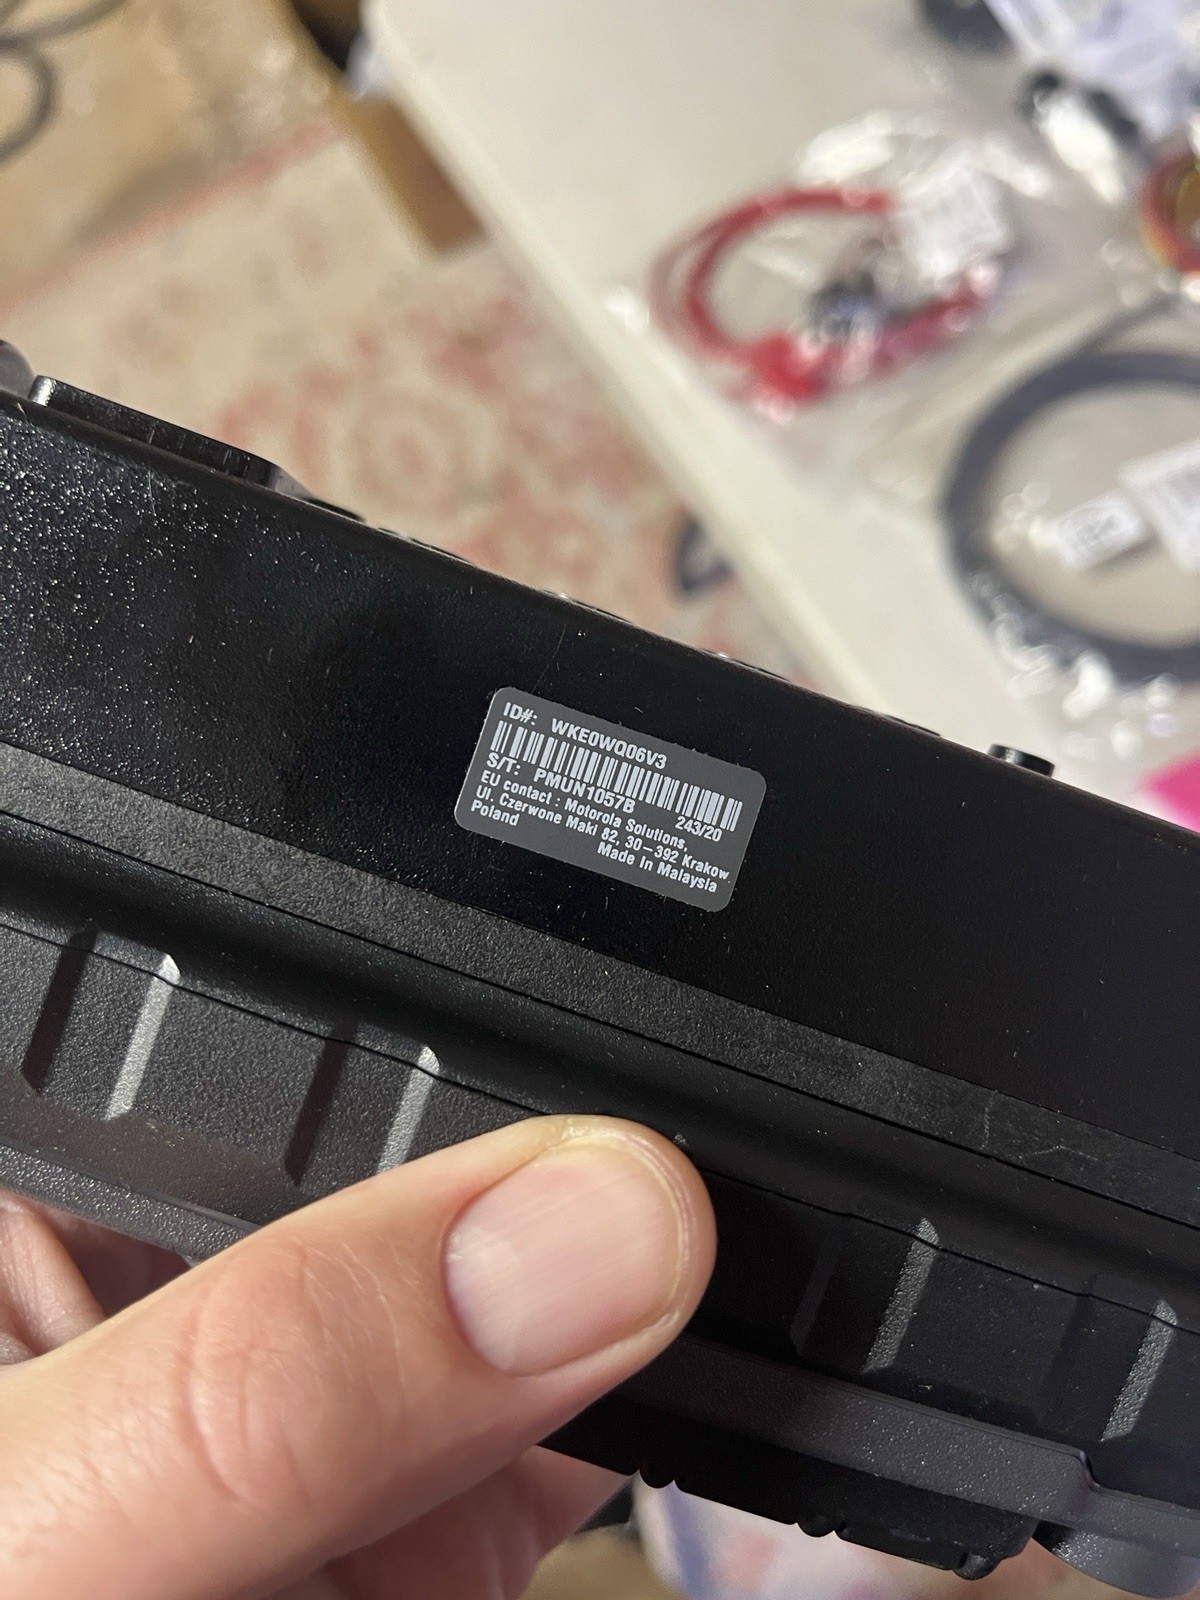 ID#: WKE0WQ06V3
S/T: PMUN1057B 243/20
EU contact : Motorola Solutions,
Ul. Czerwone Maki 82, 30-392 Krakow
Poland
Made In Malaysia